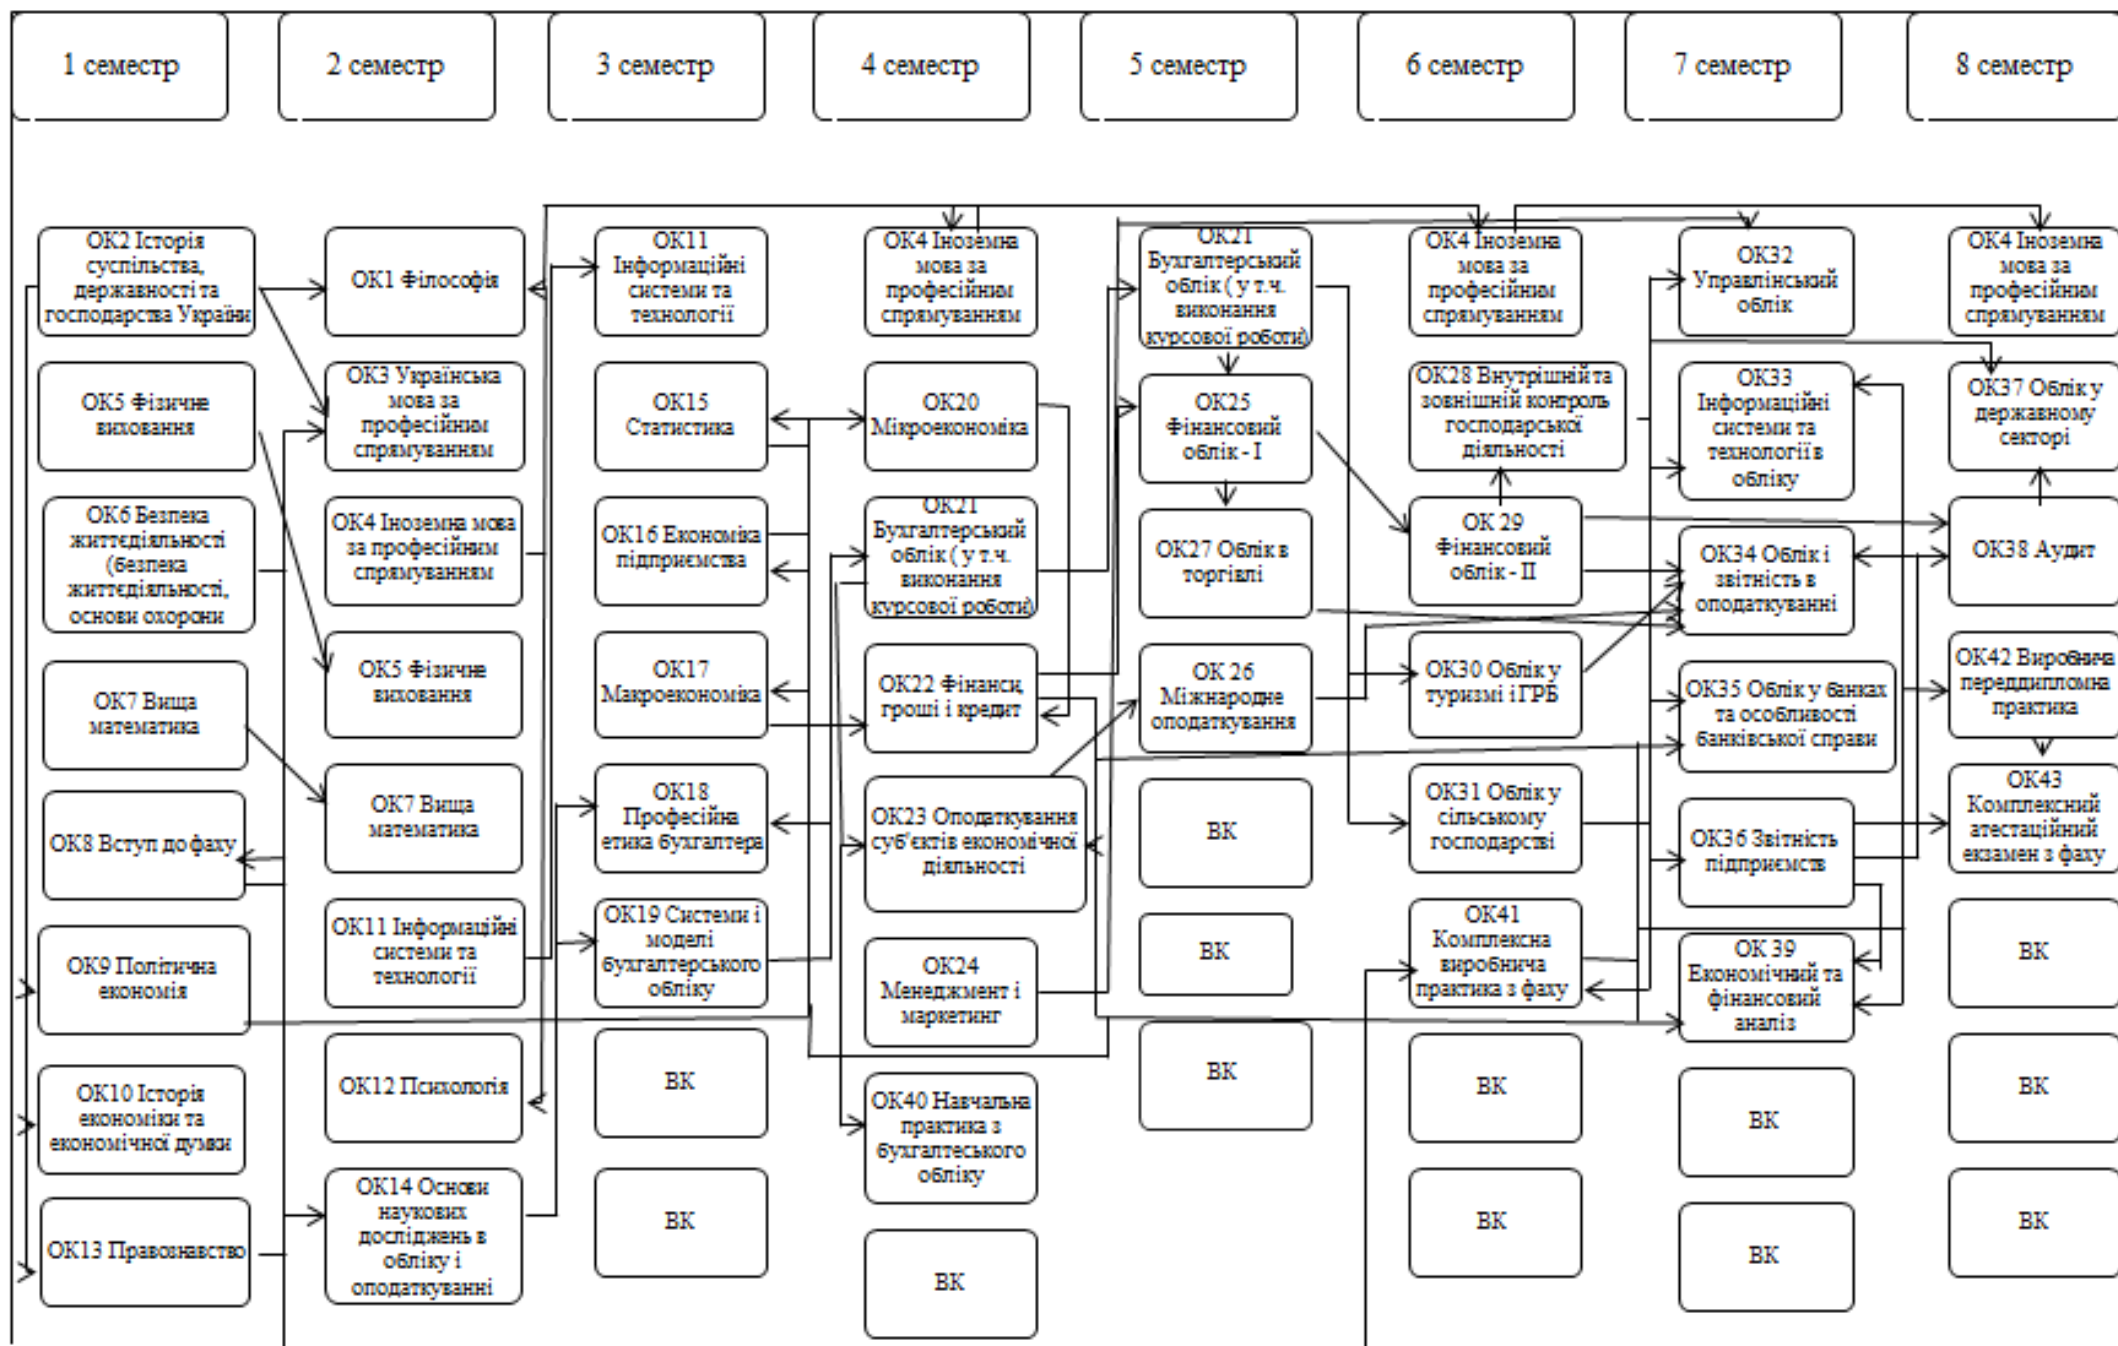 1 семестр
2 семестр
3 семестр
4 семестр
5 семестр
6 семестр
7 семестр
8 семестр
ОК2 Історія
суспільства,
державності та
господарства України
ОК5 Фізичне
виховання
ОК6 Безпека
життєдіяльності
(безпека
життєдіяльності,
основи охорони
ОК7 Вища
математика
ОК8 Вступ до фаху
ОК9 Політична
економія
ОК10 Історія
економіки та
економічної думки
ОК13 Правознавство
ОК1 Філософія
ОК3 Українська
мова за
професійним
спрямуванням
ОК4 Іноземна мова
за професійним
спрямуванням
ОК5 Фізичне
виховання
ОК7 Вища
математика
ОК11 Інформаційні
системи та
технології
ОК12 Психологія
ОК14 Основи
наукових
досліджень в
обліку і
оподаткуванні
ОК11
Інформаційні
системи та
технології
ОК15
Статистика
ОК16 Економіка
підприємства
ОК17
Макроекономіка
ОК18
Професійна
етика бухгалтера
ОК19 Системи і
моделі
бухгалтерського
обліку
ВК
ВК
ОК4 Іноземна
мова за
професійним
спрямуванням
ОК20
Мікроекономіка
ОК21
Бухгалтерський
облік ( у т.ч.
виконання
курсової роботи)
ОК22 Фінанси,
гроші і кредит
ОК23 Оподаткування
суб'єктів економічної
діяльності
ОК24
Менеджмент і
маркетинг
ОК40 Навчальна
практика з
бухгалтеського
обліку
ВК
ОК21
Бухгалтерський
облік ( у т.ч.
виконання
курсової роботи)
ОК25
Фінансовий
облік - І
ОК27 Облік в
торгівлі
ОК 26
Міжнародне
оподаткування
ВК
ВК
ВК
ОК4 Іноземна
мова за
професійним
спрямуванням
ОК28 Внутрішній та
зовнішній контроль
господарської
діяльності
ОК 29
Фінансовий
облік - ІІ
ОК30 Облік у
туризмі і ГРБ
ОК31 Облік у
сільському
господарстві
ОК41
Комплексна
виробнича
практика з фаху
ВК
ВК
ОК32
Управлінський
облік
ОК33
Інформаційні
системи та
технології в
обліку
ОК34 Облік і
звітність в
оподаткуванні
ОК35 Облік у банках
та особливості
банківської справи
ОК36 Звітність
підприємств
ОК 39
Економічний та
фінансовий
аналіз
ВК
ВК
ОК4 Іноземна
мова за
професійним
спрямуванням
ОК37 Облік у
державному
секторі
ОК38 Аудит
ОК42 Виробнича
переддипломна
практика
ОК43
Комплексний
атестаційний
екзамен з фаху
ВК
ВК
ВК